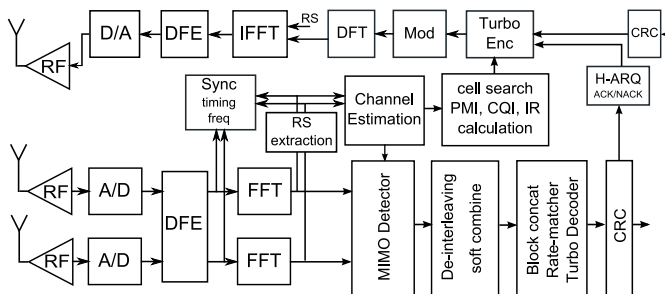 RF
D/A
DFE
IFFT
RS
DFT
Mod
Turbo
Enc
CRC
Sync
timing
freq
RS
extraction
Channel
Estimation
cell search
PMI, CQI, IR
calculation
H-ARQ
ACK/NACK
RF
A/D
DFE
FFT
RF
A/D
FFT
MIMO Detector
De-interleaving
soft combine
Block concat
Rate-matcher
Turbo Decoder
CRC